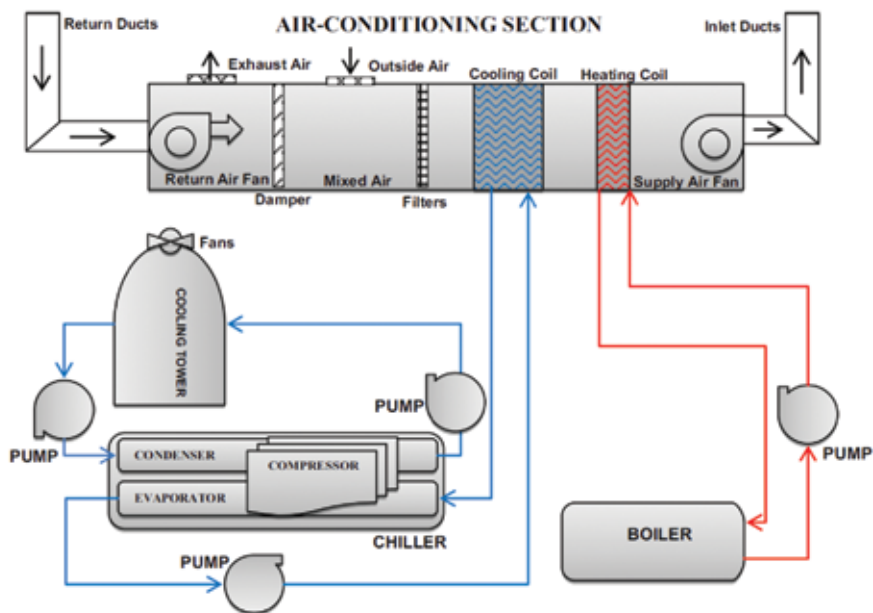 Return Ducts
AIR-CONDITIONING SECTION
Inlet Ducts
Exhaust Air
Outside Air
Cooling Coil
Heating Coil
Return Air Fan
Mixed Air
Supply Air Fan
Damper
Filters
Fans
COOLING TOWER
PUMP
PUMP
PUMP
CONDENSER
COMPRESSOR
EVAPORATOR
CHILLER
BOILER
PUMP